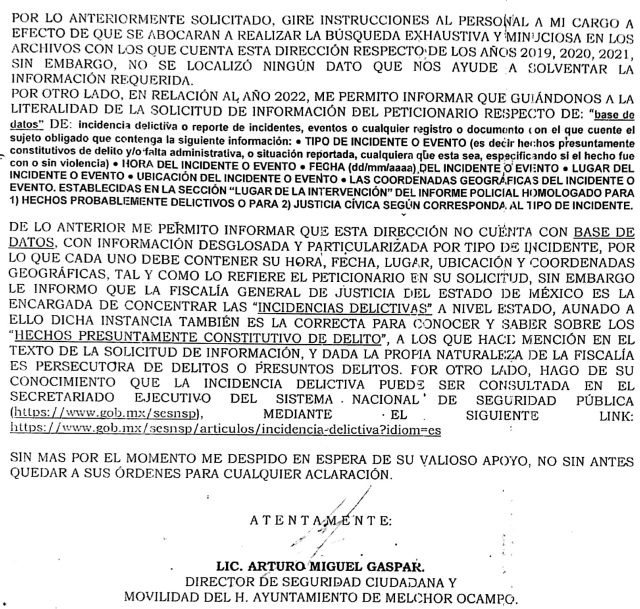 POR LO ANTERIORMENTE SOLICITADO, GIRE INSTRUCCIONES AL PERSONAL A MI CARGO A
EFECTO DE QUE SE ABOCARAN A REALIZAR LA BÚSQUEDA EXHAUSTIVA Y MINUCIOSA EN LOS
ARCHIVOS CON LOS QUE CUENTA ESTA DIRECCIÓN RESPECTO DE LOS AÑOS 2019, 2020, 2021,
SIN EMBARGO, NO SE LOCALIZÓ NINGÚN DATO QUE NOS AYUDE A SOLVENTAR LA
INFORMACIÓN REQUERIDA.
POR OTRO LADO, EN RELACIÓN AL AÑO 2022, ME PERMITO INFORMAR QUE GUIÁNDONOS A LA
LITERALIDAD DE LA SOLICITUD DE INFORMACIÓN DEL PETICIONARIO RESPECTO DE: "base de
datos" DE: incidencia delictiva o reporte de incidentes, eventos o cualquier registro o documento con el que cuente el
sujeto obligado que contenga la siguiente información: • TIPO DE INCIDENTE O EVENTO (es decir hechos presuntamente
constitutivos de delito y/o falta administrativa, o situación reportada, cualquiera que esta sea, especificando si el hecho fue
con o sin violencia) • HORA DEL INCIDENTE O EVENTO • FECHA (dd/mm/aaaa) DEL INCIDENTE O EVENTO • LUGAR DEL
INCIDENTE O EVENTO • UBICACIÓN DEL INCIDENTE O EVENTO • LAS COORDENADAS GEOGRÁFICAS DEL INCIDENTE O
EVENTO. ESTABLECIDAS EN LA SECCIÓN "LUGAR DE LA INTERVENCIÓN" DEL INFORME POLICIAL HOMOLOGADO PARA
1) HECHOS PROBABLEMENTE DELICTIVOS O PARA 2) JUSTICIA CÍVICA SEGÚN CORRESPONDA AL TIPO DE INCIDENTE.
DE LO ANTERIOR ME PERMITO INFORMAR QUE ESTA DIRECCIÓN NO CUENTA CON BASE DE
DATOS, CON INFORMACIÓN DESGLOSADA Y PARTICULARIZADA POR TIPO DE INCIDENTE, POR
LO QUE CADA UNO DEBE CONTENER SU HORA, FECHA, LUGAR, UBICACIÓN Y COORDENADAS
GEOGRÁFICAS, TAL Y COMO LO REFIERE EL PETICIONARIO EN SU SOLICITUD, SIN EMBARGO
LE INFORMO QUE LA FISCALÍA GENERAL DE JUSTICIA DEL ESTADO DE MÉXICO ES LA
ENCARGADA DE CONCENTRAR LAS "INCIDENCIAS DELICTIVAS" A NIVEL ESTADO, AUNADO A
ELLO DICHA INSTANCIA TAMBIÉN ES LA CORRECTA PARA CONOCER Y SABER SOBRE LOS
"HECHOS PRESUNTAMENTE CONSTITUTIVO DE DELITO", A LOS QUE HACE MENCIÓN EN EL
TEXTO DE LA SOLICITUD DE INFORMACIÓN, Y DADA LA PROPIA NATURALEZA DE LA FISCALÍA
ES PERSECUTORA DE DELITOS O PRESUNTOS DELITOS. POR OTRO LADO, HAGO DE SU
CONOCIMIENTO QUE LA INCIDENCIA DELICTIVA PUEDE SER CONSULTADA EN EL
SECRETARIADO EJECUTIVO DEL SISTEMA NACIONAL DE SEGURIDAD PÚBLICA
(https://www.gob.mx/sesnsp), MEDIANTE EL SIGUIENTE LINK:
https://www.gob.mx/sesnsp/articulos/incidencia-delictiva?idiom=es
SIN MAS POR EL MOMENTO ME DESPIDO EN ESPERA DE SU VALIOSO APOYO, NO SIN ANTES
QUEDAR A SUS ÓRDENES PARA CUALQUIER ACLARACIÓN.
ATENTAMENTE:
LIC. ARTURO MIGUEL GASPAR.
DIRECTOR DE SEGURIDAD CIUDADANA Y
MOVILIDAD DEL H. AYUNTAMIENTO DE MELCHOR OCAMPO.